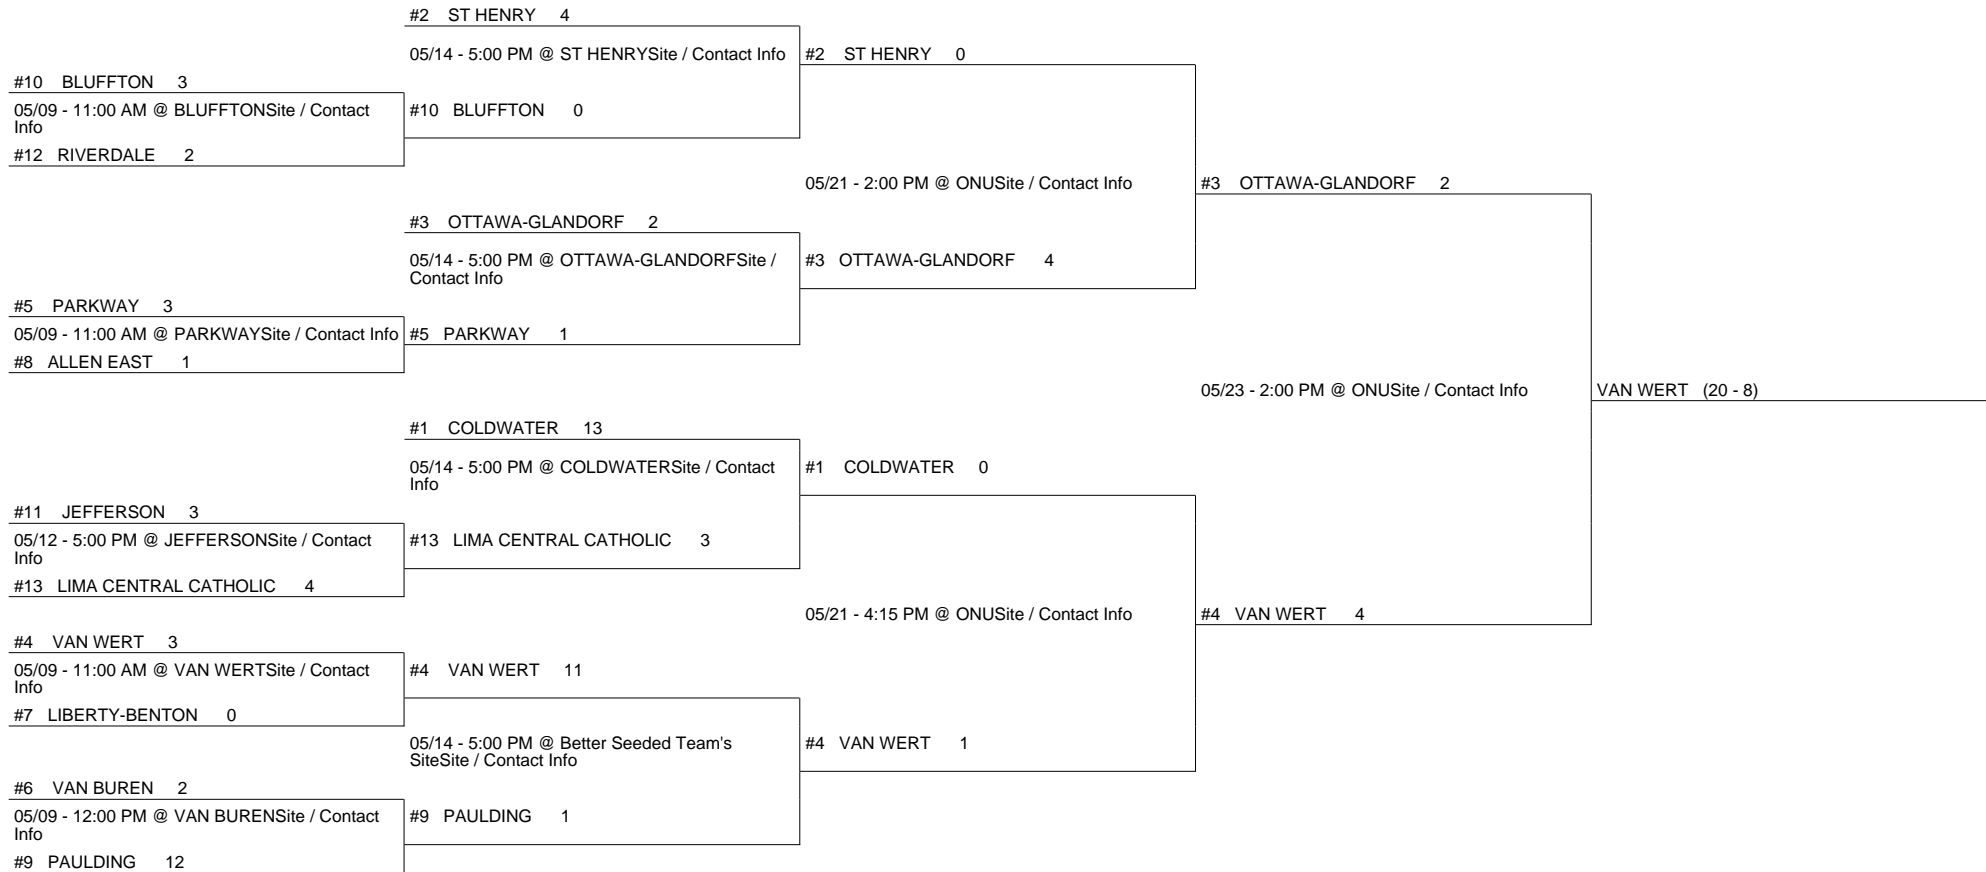 #2 ST HENRY 4
05/14 - 5:00 PM @ ST HENRYSite / Contact Info
#2 ST HENRY 0
#10 BLUFFTON 3
05/09 - 11:00 AM @ BLUFFTONSite / Contact
Info
#10 BLUFFTON 0
#12 RIVERDALE 2
05/21 - 2:00 PM @ ONUSite / Contact Info
#3 OTTAWA-GLANDORF 2
#3 OTTAWA-GLANDORF 2
05/14 - 5:00 PM @ OTTAWA-GLANDORFSite /
Contact Info
#3 OTTAWA-GLANDORF 4
#5 PARKWAY 3
05/09 - 11:00 AM @ PARKWAYSite / Contact Info
#5 PARKWAY 1
#8 ALLEN EAST 1
05/23 - 2:00 PM @ ONUSite / Contact Info
VAN WERT (20 - 8)
#1 COLDWATER 13
05/14 - 5:00 PM @ COLDWATERSite / Contact
Info
#1 COLDWATER 0
#11 JEFFERSON 3
05/12 - 5:00 PM @ JEFFERSONSite / Contact
Info
#13 LIMA CENTRAL CATHOLIC 3
#13 LIMA CENTRAL CATHOLIC 4
05/21 - 4:15 PM @ ONUSite / Contact Info
#4 VAN WERT 4
#4 VAN WERT 3
05/09 - 11:00 AM @ VAN WERTSite / Contact
Info
#4 VAN WERT 11
#7 LIBERTY-BENTON 0
05/14 - 5:00 PM @ Better Seeded Team's
SiteSite / Contact Info
#4 VAN WERT 1
#6 VAN BUREN 2
05/09 - 12:00 PM @ VAN BURENSite / Contact
Info
#9 PAULDING 1
#9 PAULDING 12